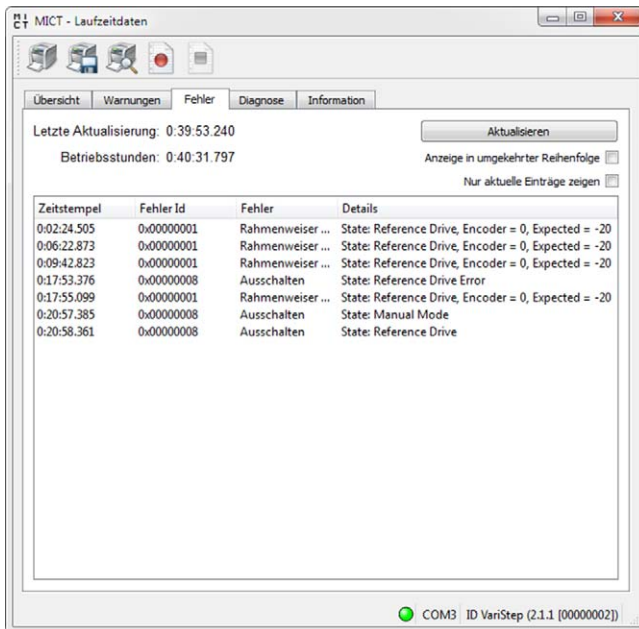 MICT - Laufzeitdaten
Übersicht Warnungen Fehler Diagnose Information
Letzte Aktualisierung: 0:39:53.240 Aktualisieren
Betriebsstunden: 0:40:31.797 Anzeige in umgekehrter Reihenfolge
Nur aktuelle Einträge zeigen
Zeitstempel Fehler Id Fehler Details
0:02:24.505 0x00000001 Rahmenweiser ... State: Reference Drive, Encoder = 0, Expected = -20
0:06:22.873 0x00000001 Rahmenweiser ... State: Reference Drive, Encoder = 0, Expected = -20
0:09:42.823 0x00000001 Rahmenweiser ... State: Reference Drive, Encoder = 0, Expected = -20
0:17:53.376 0x00000008 Ausschalten State: Reference Drive Error
0:17:55.099 0x00000001 Rahmenweiser ... State: Reference Drive, Encoder = 0, Expected = -20
0:20:57.385 0x00000008 Ausschalten State: Manual Mode
0:20:58.361 0x00000008 Ausschalten State: Reference Drive
COM3 ID VariStep (2.1.1 [00000002])